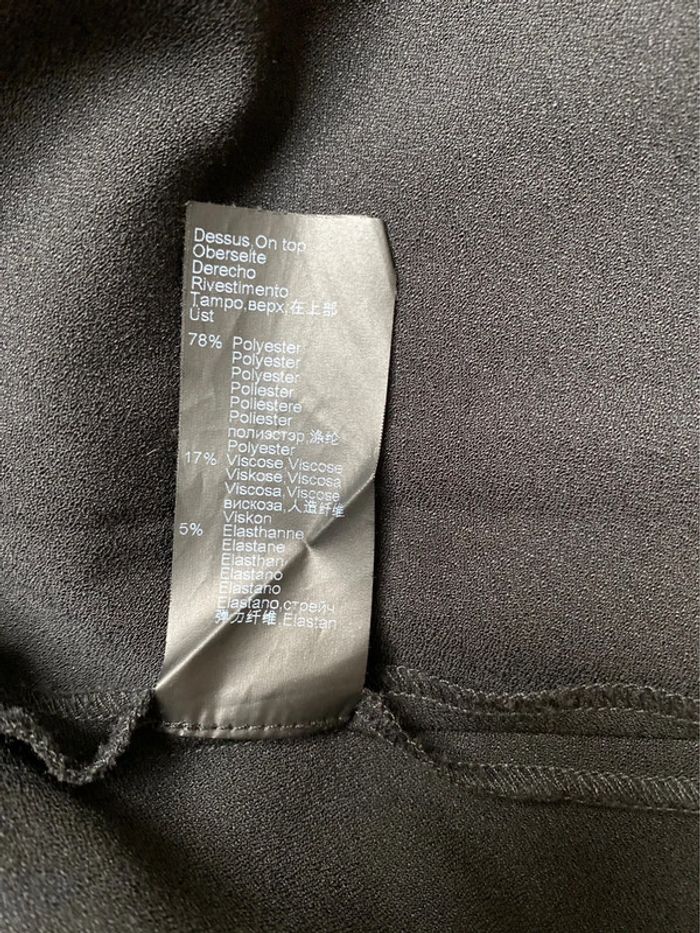 Dessus,On top
Oberseite
Derecho
Rivestimento
Tampo,верх,在上部
Üst
78% Polyester
Polyester
Polyester
Poliester
Poliestere
Poliester
полиэстэр,涤纶
Polyester
17% Viscose,Viscose
Viskose,Viscosa
Viscosa,Viscose
вискоза,人造纤维
Viskon
5% Elasthanne
Elastane
Elasthan
Elastano
Elastano
Elastano,стрейч
弹力纤维,Elastan